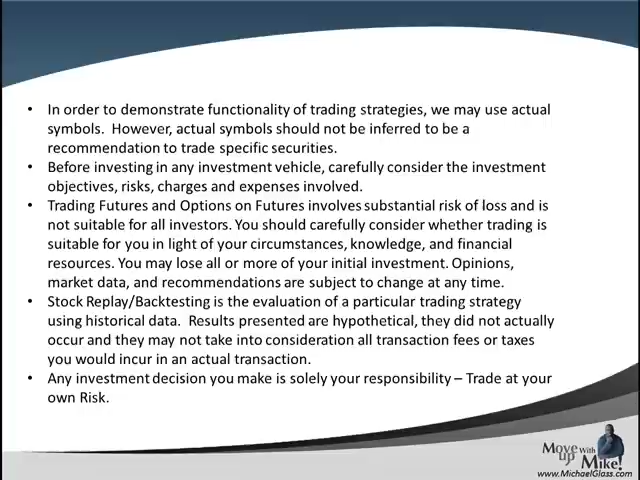 • In order to demonstrate functionality of trading strategies, we may use actual
symbols.  However, actual symbols should not be inferred to be a
recommendation to trade specific securities.
• Before investing in any investment vehicle, carefully consider the investment
objectives, risks, charges and expenses involved.
• Trading Futures and Options on Futures involves substantial risk of loss and is
not suitable for all investors. You should carefully consider whether trading is
suitable for you in light of your circumstances, knowledge, and financial
resources. You may lose all or more of your initial investment. Opinions,
market data, and recommendations are subject to change at any time.
• Stock Replay/Backtesting is the evaluation of a particular trading strategy
using historical data.  Results presented are hypothetical, they did not actually
occur and they may not take into consideration all transaction fees or taxes
you would incur in an actual transaction.
• Any investment decision you make is solely your responsibility – Trade at your
own Risk.
Move up With Mike!
www.MichaelGlass.com